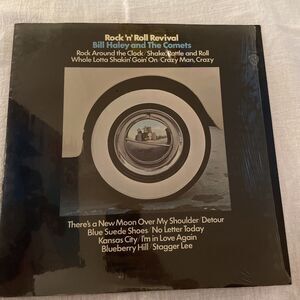 Rock 'n' Roll Revival
Bill Haley and The Comets
Rock Around the Clock · Shake, Rattle and Roll
Whole Lotta Shakin' Goin' On · Crazy Man, Crazy
There's a New Moon Over My Shoulder · Detour
Blue Suede Shoes · No Letter Today
Kansas City · I'm in Love Again
Blueberry Hill · Stagger Lee